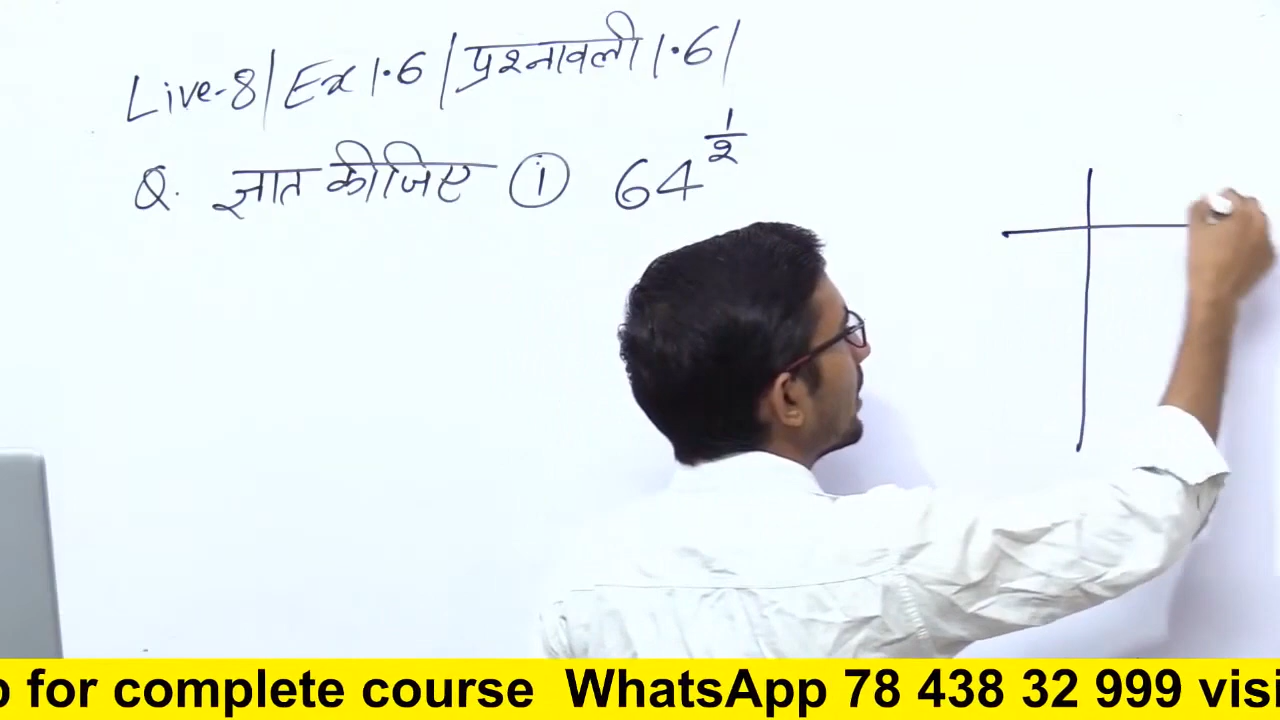 Live-8| Ex 1.6 | प्रश्नावली 1.6|
Q. ज्ञात कीजिए (i) 64^1/2
for complete course WhatsApp 78 438 32 999